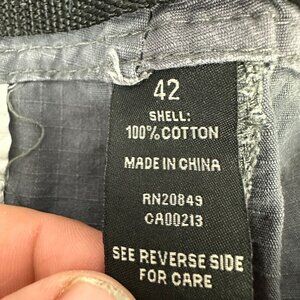 42
SHELL:
100% COTTON
MADE IN CHINA
RN20849
CA00213
SEE REVERSE SIDE
FOR CARE